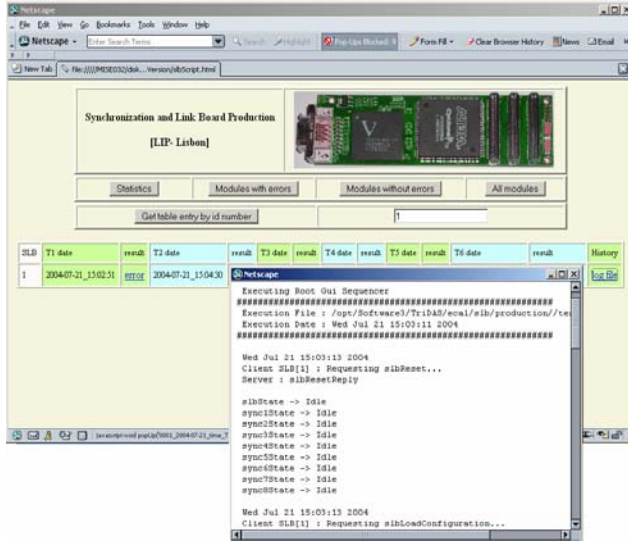 Netscape
File Edit View Go Bookmarks Tools Window Help
Netscape Enter Search Terms Search Highlight Pop-Ups Blocked: 9 Form Fill Clear Browser History News Email
New Tab file://///MISE032/disk... Version/slbScript.html
Synchronization and Link Board Production
[LIP- Lisbon]
Statistics Modules with errors Modules without errors All modules
Get table entry by id number 1
SLB T1 date result T2 date result T3 date result T4 date result T5 date result T6 date result History
1 2004-07-21_15:02:51 error 2004-07-21_15:04:30 log file
Netscape
Executing Root Gui Sequencer
##########################################################
Execution File : /opt/Software3/TriDAS/ecal/slb/production//te
Execution Date : Wed Jul 21 15:03:11 2004
##########################################################
Wed Jul 21 15:03:13 2004
Client SLB[1] : Requesting slbReset...
Server : slbResetReply
slbState -> Idle
sync1State -> Idle
sync2State -> Idle
sync3State -> Idle
sync4State -> Idle
sync5State -> Idle
sync6State -> Idle
sync7State -> Idle
sync8State -> Idle
Wed Jul 21 15:03:13 2004
Client SLB[1] : Requesting slbLoadConfiguration...